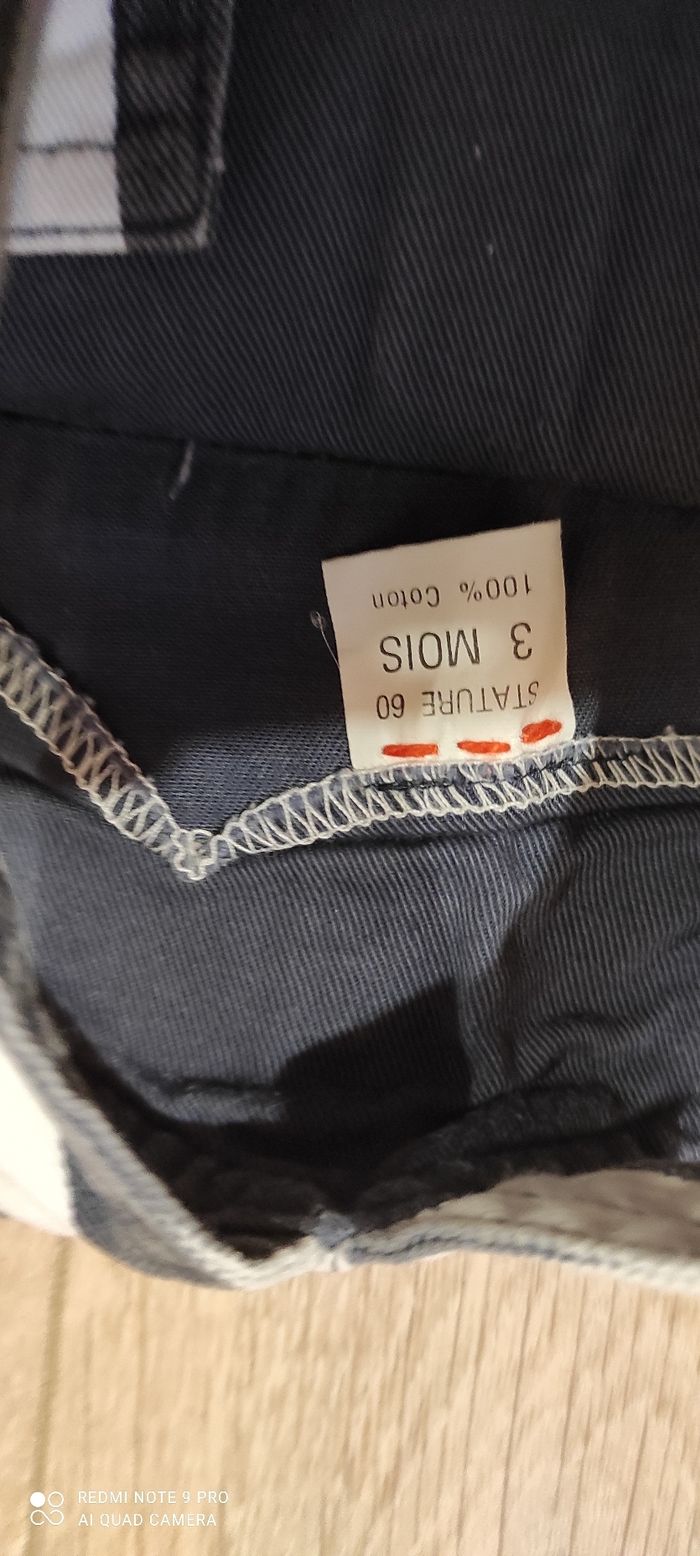 STATURE 60
3 MOIS
100% Coton
REDMI NOTE 9 PRO
AI QUAD CAMERA